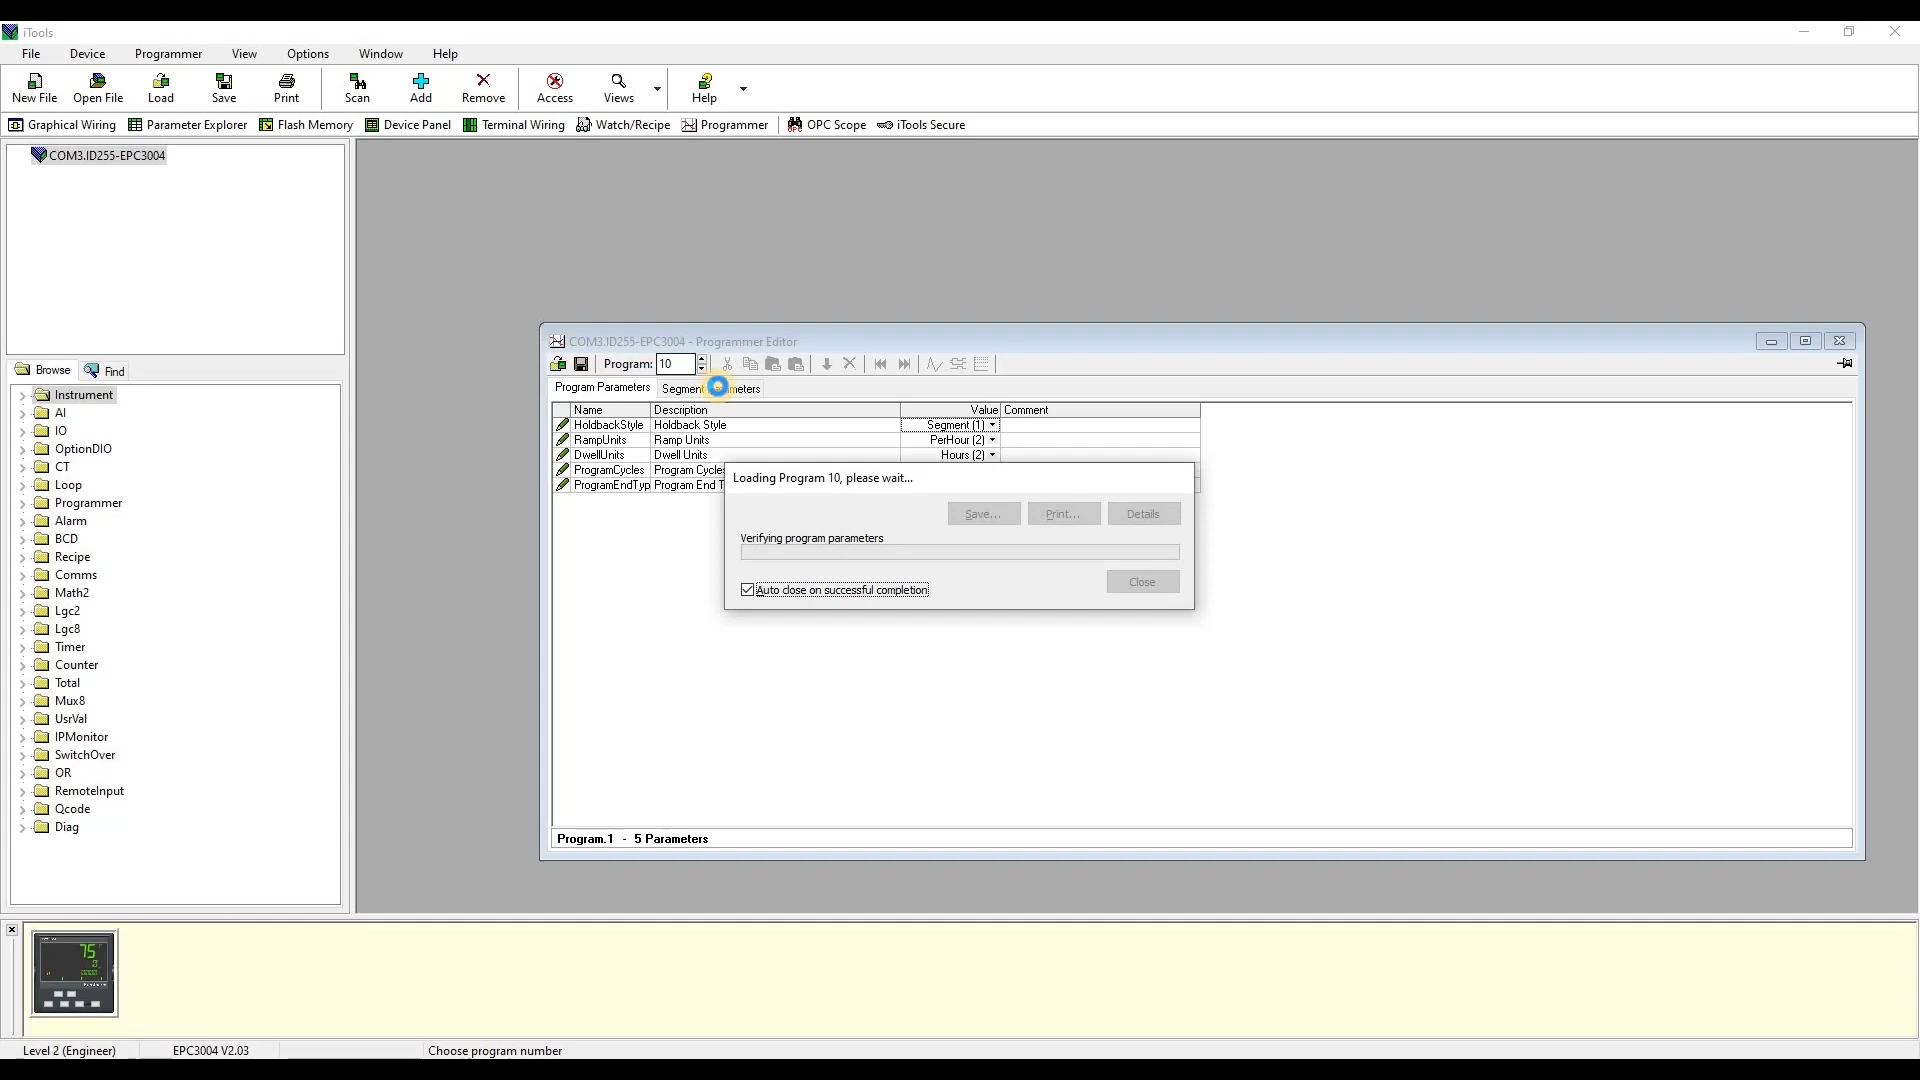 iTools
File Device Programmer View Options Window Help
New File Open File Load Save Print Scan Add Remove Access Views Help
Graphical Wiring Parameter Explorer Flash Memory Device Panel Terminal Wiring Watch/Recipe Programmer OPC Scope iTools Secure
COM3.ID255-EPC3004
Browse Find
Instrument
AI
IO
OptionDIO
CT
Loop
Programmer
Alarm
BCD
Recipe
Comms
Math2
Lgc2
Lgc8
Timer
Counter
Total
Mux8
UsrVal
IPMonitor
SwitchOver
OR
RemoteInput
Qcode
Diag
COM3.ID255-EPC3004 - Programmer Editor
Program: 10
Program Parameters
Name Description Value Comment
HoldbackStyle Holdback Style Segment (1)
RampUnits Ramp Units PerHour (2)
DwellUnits Dwell Units Hours (2)
ProgramCycles Program Cycles
ProgramEndTyp Program End T
Loading Program 10, please wait...
Save... Print... Details
Verifying program parameters
Close
Auto close on successful completion
Program.1 - 5 Parameters
75
Level 2 (Engineer) EPC3004 V2.03 Choose program number